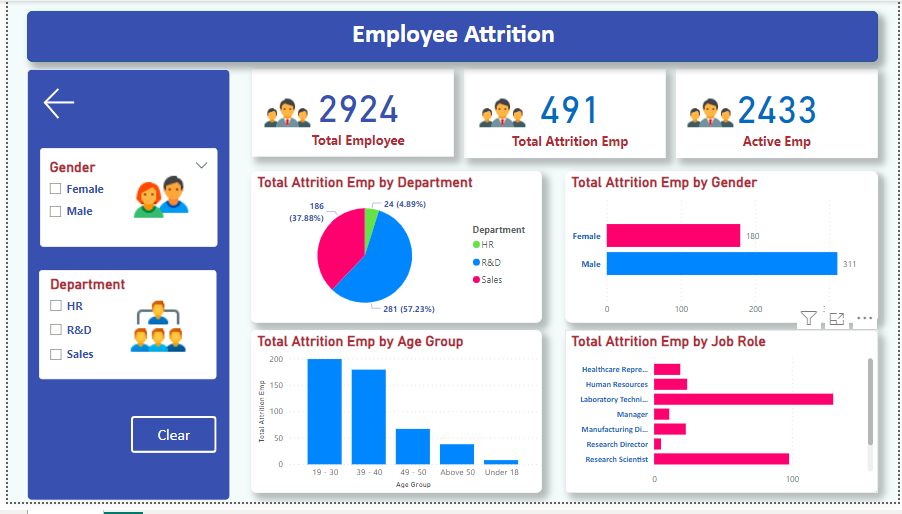 Employee Attrition
2924
Total Employee
491
Total Attrition Emp
2433
Active Emp
Gender
Female
Male
Department
HR
R&D
Sales
Clear
Total Attrition Emp by Department
186
(37.88%)
24 (4.89%)
281 (57.23%)
Department
HR
R&D
Sales
Total Attrition Emp by Gender
Female
180
Male
311
0
100
200
Total Attrition Emp by Age Group
Total Attrition Emp
200
150
100
50
0
19 - 30
39 - 40
49 - 50
Above 50
Under 18
Age Group
Total Attrition Emp by Job Role
Healthcare Repre...
Human Resources
Laboratory Techni...
Manager
Manufacturing Di...
Research Director
Research Scientist
0
100